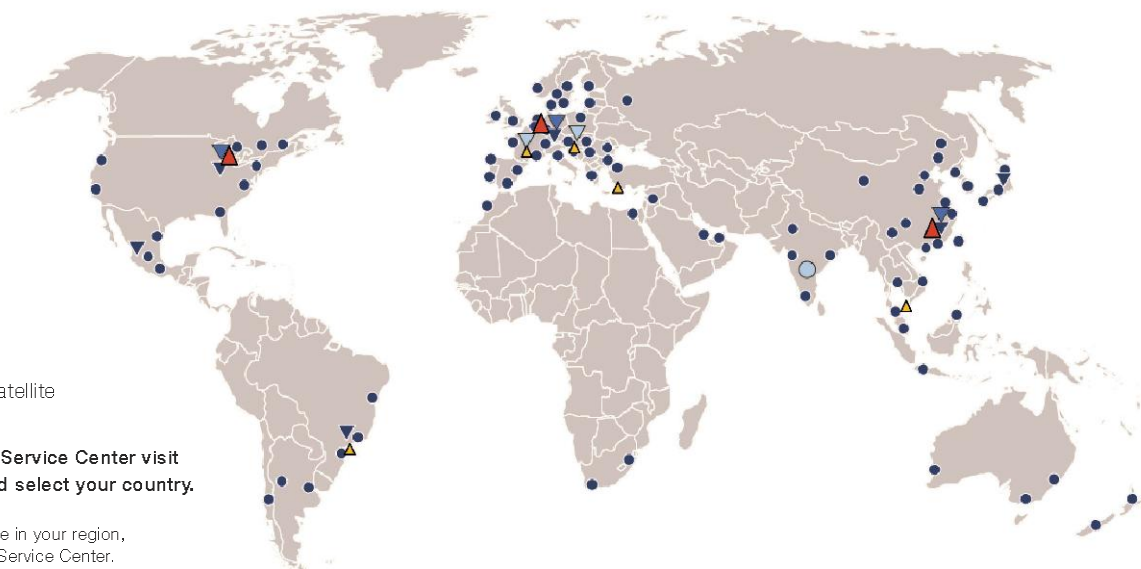 atellite
Service Center visit
d select your country.
e in your region,
Service Center.